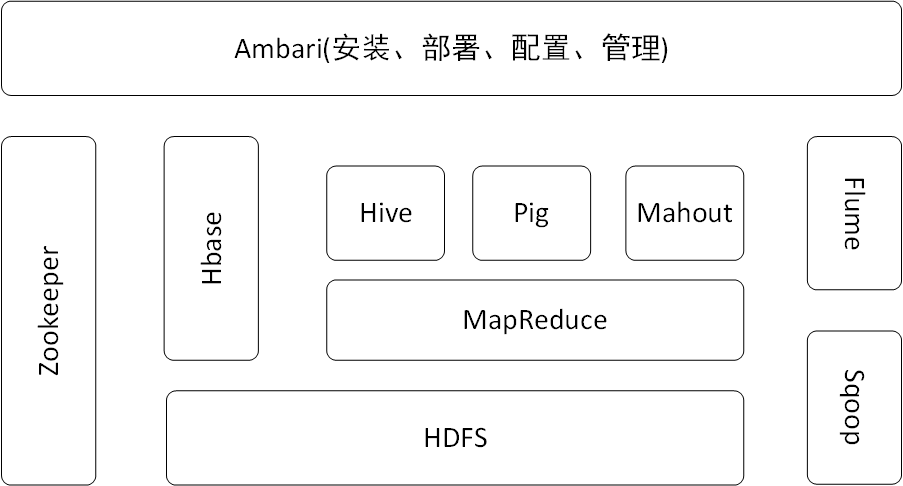 Ambari(安装、部署、配置、管理)
Zookeeper
Hbase
Hive
Pig
Mahout
Flume
MapReduce
Sqoop
HDFS